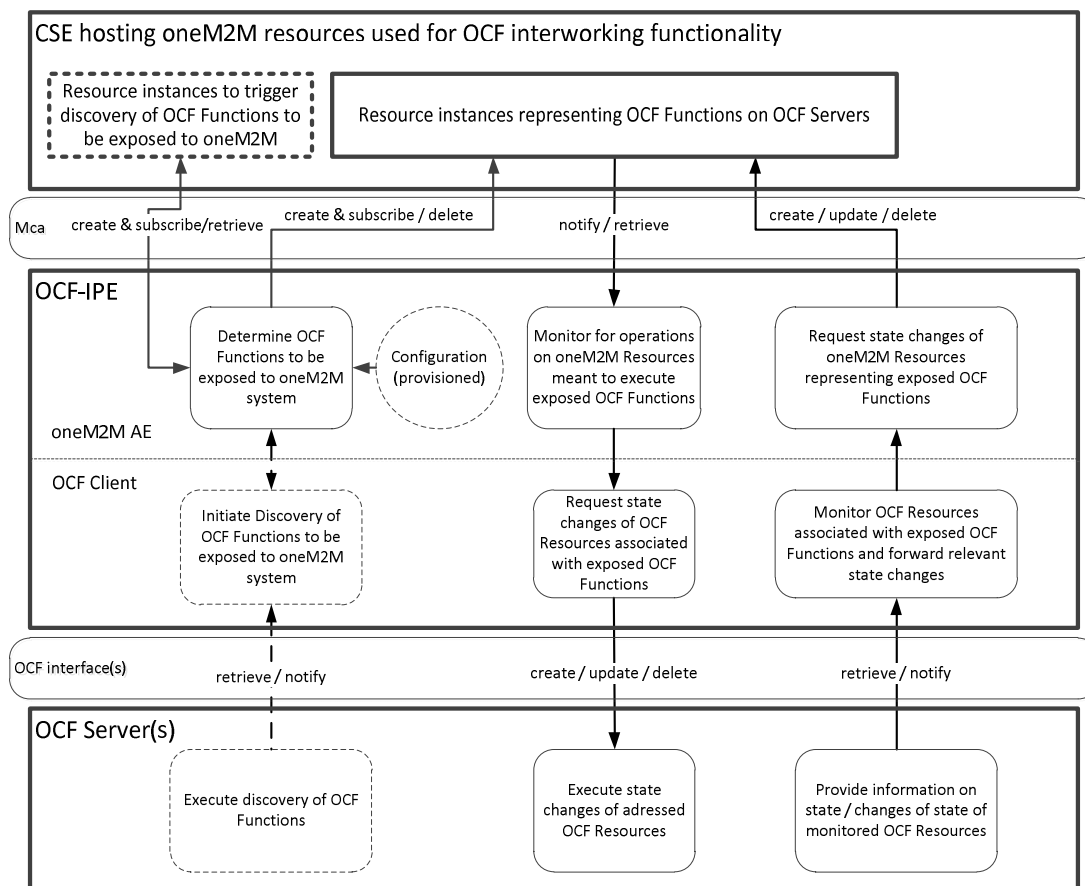 CSE hosting oneM2M resources used for OCF interworking functionality
Resource instances to trigger
discovery of OCF Functions to
be exposed to oneM2M
Resource instances representing OCF Functions on OCF Servers
Mca
create & subscribe/retrieve
create & subscribe / delete
notify / retrieve
create / update / delete
OCF-IPE
Determine OCF
Functions to be
exposed to oneM2M
system
Configuration
(provisioned)
Monitor for operations
on oneM2M Resources
meant to execute
exposed OCF Functions
Request state changes of
oneM2M Resources
representing exposed OCF
Functions
oneM2M AE
OCF Client
Initiate Discovery of
OCF Functions to be
exposed to oneM2M
system
Request state
changes of OCF
Resources associated
with exposed OCF
Functions
Monitor OCF Resources
associated with exposed OCF
Functions and forward relevant
state changes
OCF interface(s)
retrieve / notify
create / update / delete
retrieve / notify
OCF Server(s)
Execute discovery of OCF
Functions
Execute state
changes of adressed
OCF Resources
Provide information on
state / changes of state of
monitored OCF Resources